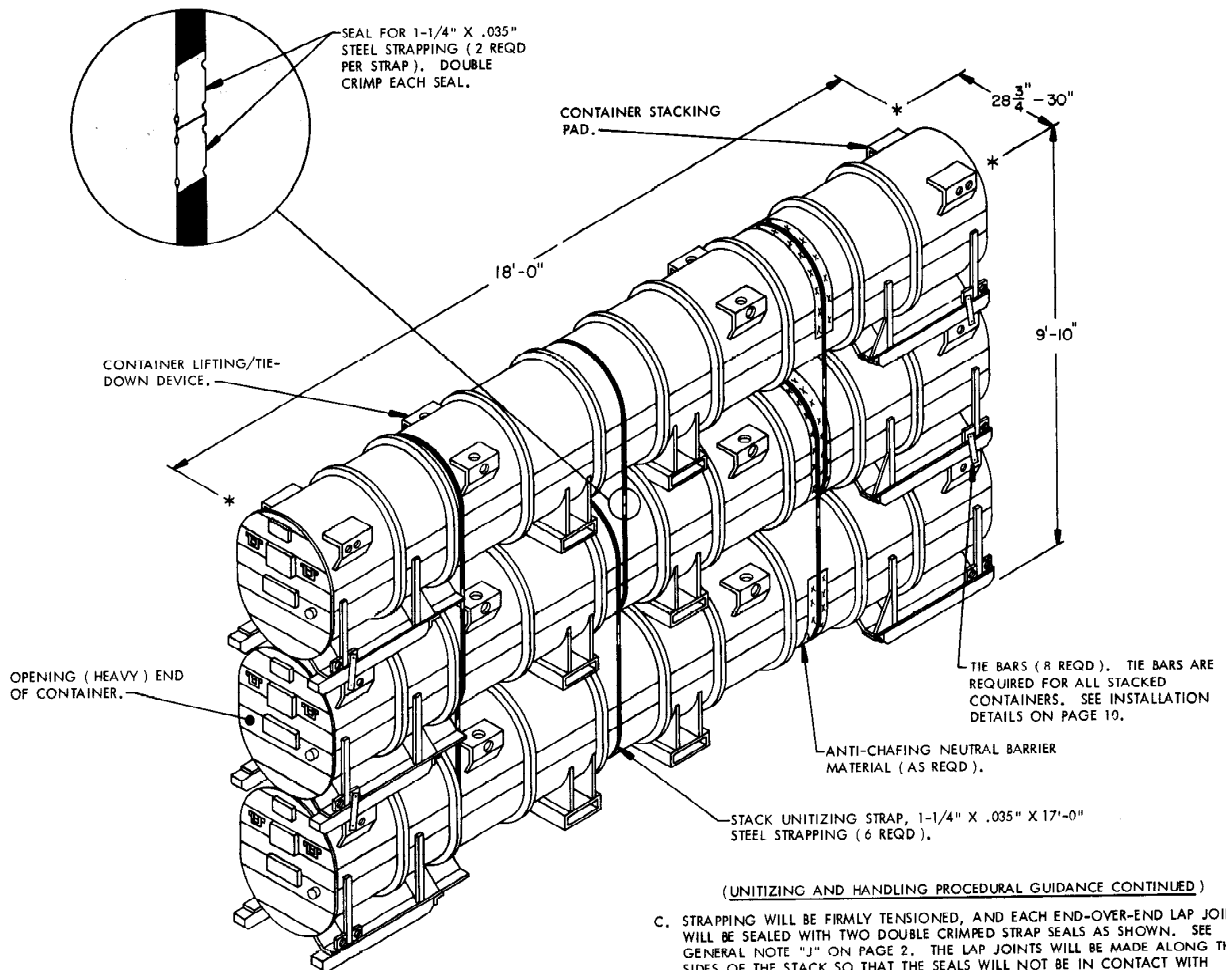 SEAL FOR 1-1/4" X .035"
STEEL STRAPPING (2 REQD
PER STRAP). DOUBLE
CRIMP EACH SEAL.
CONTAINER STACKING
PAD.
*
28 3/4" - 30"
*
18'-0"
9'-10"
CONTAINER LIFTING/TIE-
DOWN DEVICE.
*
OPENING (HEAVY) END
OF CONTAINER.
TIE BARS (8 REQD). TIE BARS ARE
REQUIRED FOR ALL STACKED
CONTAINERS. SEE INSTALLATION
DETAILS ON PAGE 10.
ANTI-CHAFING NEUTRAL BARRIER
MATERIAL (AS REQD).
STACK UNITIZING STRAP, 1-1/4" X .035" X 17'-0"
STEEL STRAPPING (6 REQD).
(UNITIZING AND HANDLING PROCEDURAL GUIDANCE CONTINUED)
C. STRAPPING WILL BE FIRMLY TENSIONED, AND EACH END-OVER-END LAP JOI
WILL BE SEALED WITH TWO DOUBLE CRIMPED STRAP SEALS AS SHOWN. SEE
GENERAL NOTE "J" ON PAGE 2. THE LAP JOINTS WILL BE MADE ALONG TH
SIDES OF THE STACK SO THAT THE SEALS WILL NOT BE IN CONTACT WITH